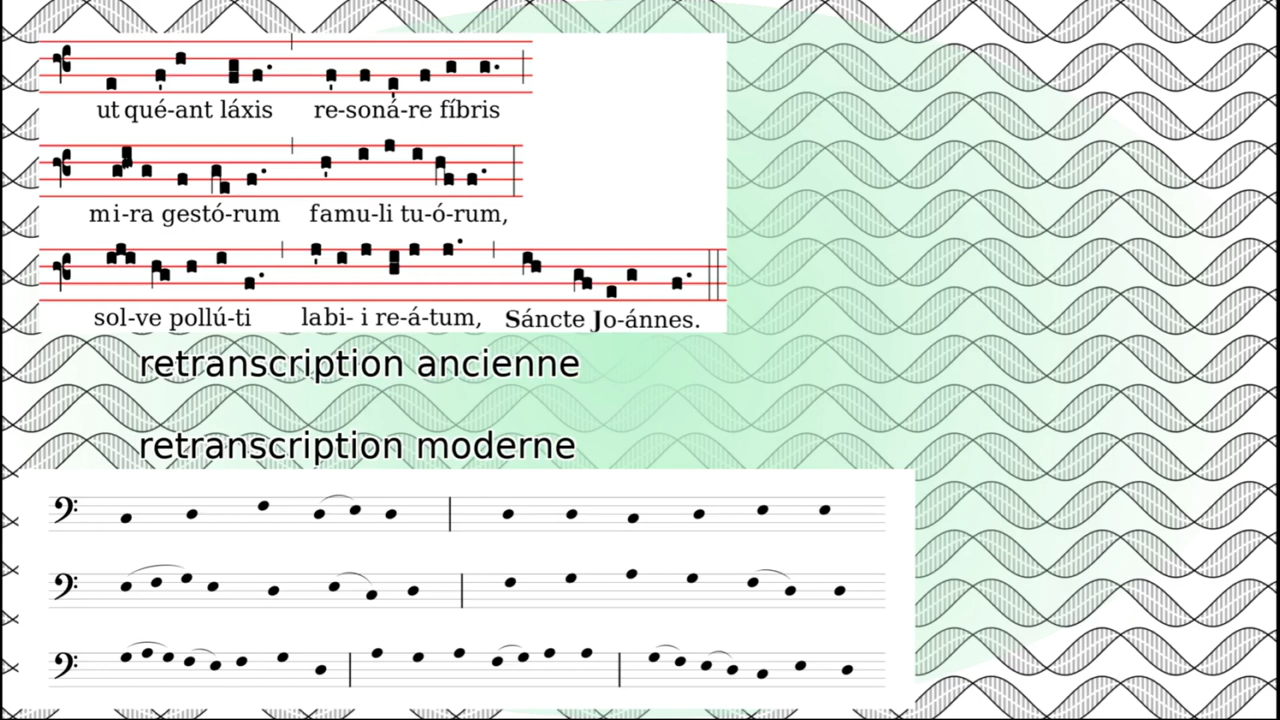 ut qué-ant láxis re-soná-re fíbris
mi-ra gestó-rum famu-li tu-ó-rum,
sol-ve pollú-ti labi- i re-á-tum, Sáncte Jo-ánnes.
retranscription ancienne
retranscription moderne